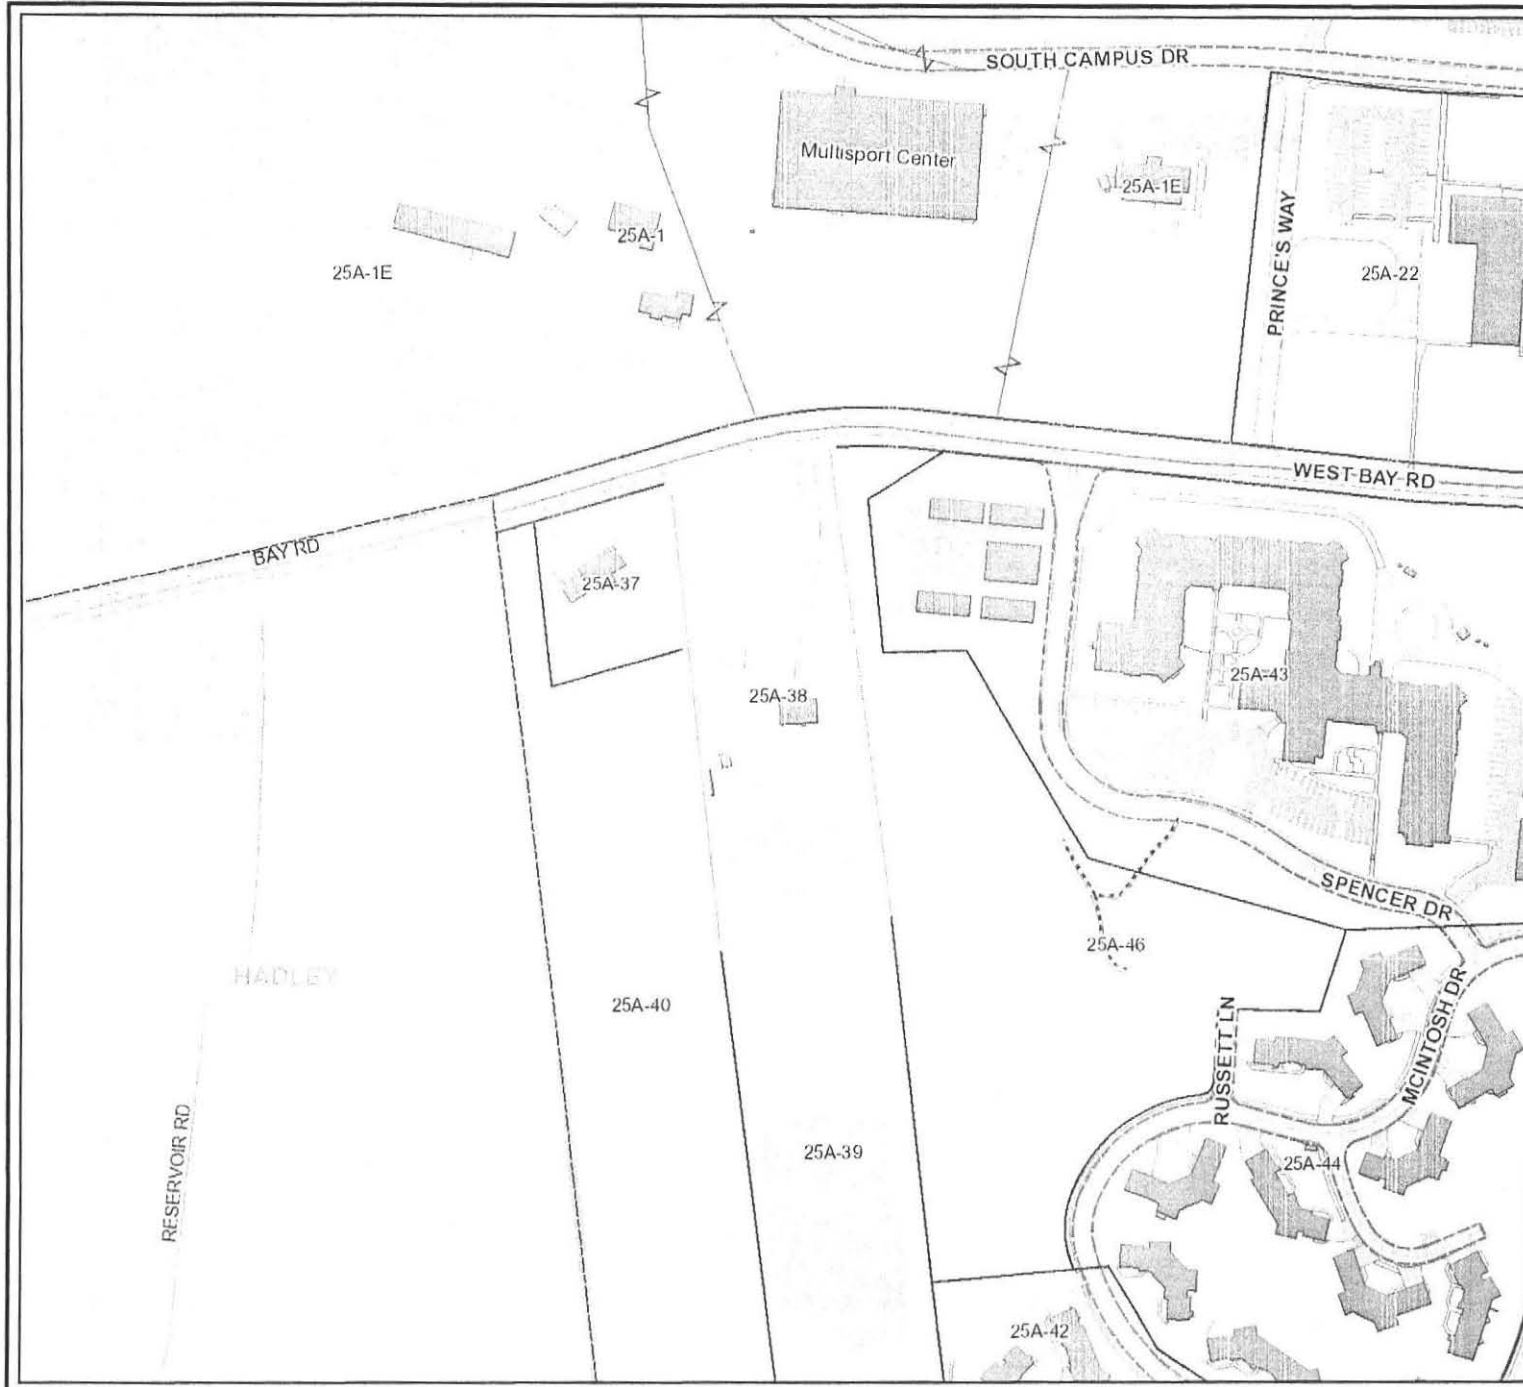 SOUTH CAMPUS DR
Multisport Center
25A-1E
25A-1
25A-1E
PRINCE'S WAY
25A-22
WEST BAY RD
BAY RD
25A-37
25A-43
25A-38
SPENCER DR
25A-46
HADLEY
25A-40
RUSSETT LN
MCINTOSH DR
RESERVOIR RD
25A-39
25A-44
25A-42